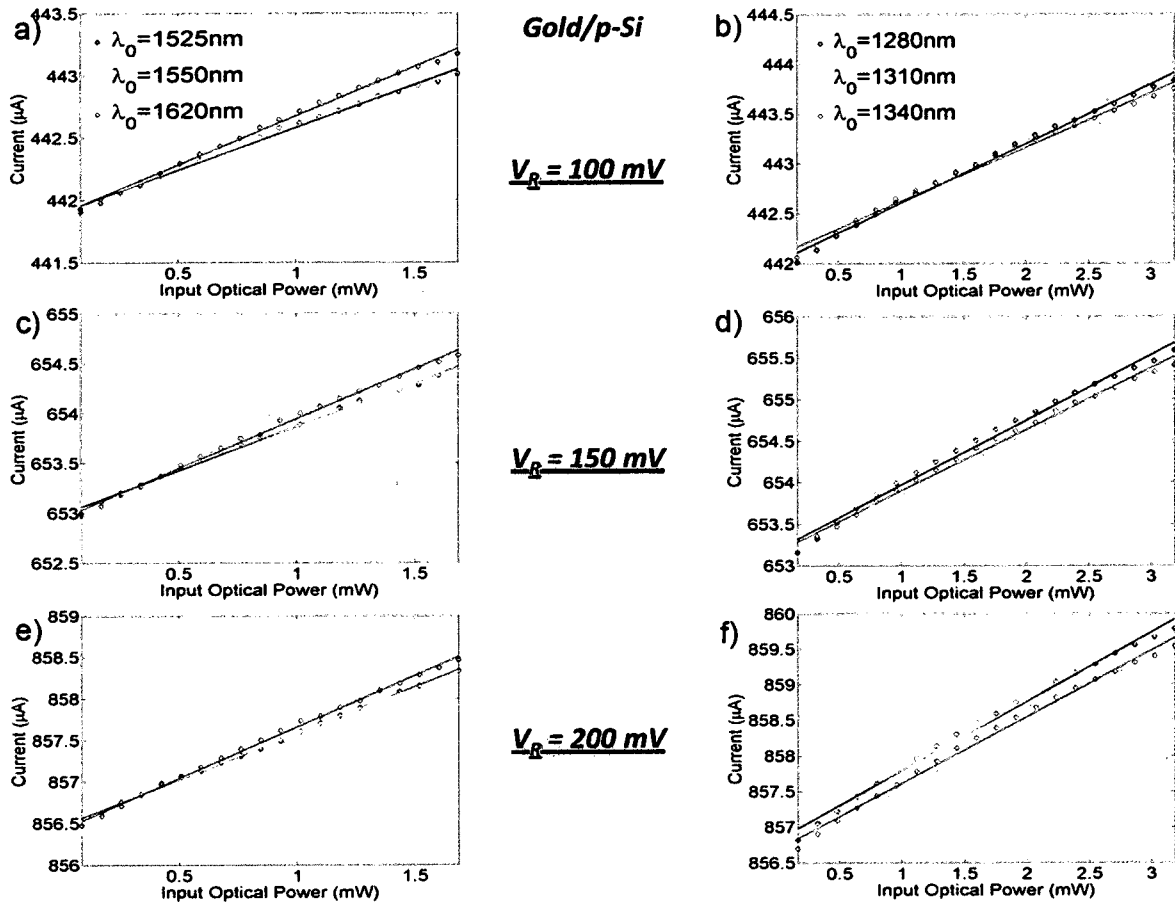 Gold/p-Si
a)
λ0=1525nm
λ0=1550nm
λ0=1620nm
443.5
443
442.5
442
441.5
Current (µA)
0.5 1 1.5
Input Optical Power (mW)
VR = 100 mV
b)
λ0=1280nm
λ0=1310nm
λ0=1340nm
444.5
444
443.5
443
442.5
442
Current (µA)
0.5 1 1.5 2 2.5 3
Input Optical Power (mW)
c)
655
654.5
654
653.5
653
652.5
Current (µA)
0.5 1 1.5
Input Optical Power (mW)
VR = 150 mV
d)
656
655.5
655
654.5
654
653.5
653
Current (µA)
0.5 1 1.5 2 2.5 3
Input Optical Power (mW)
e)
859
858.5
858
857.5
857
856.5
856
Current (µA)
0.5 1 1.5
Input Optical Power (mW)
VR = 200 mV
f)
860
859.5
859
858.5
858
857.5
857
856.5
Current (µA)
0.5 1 1.5 2 2.5 3
Input Optical Power (mW)